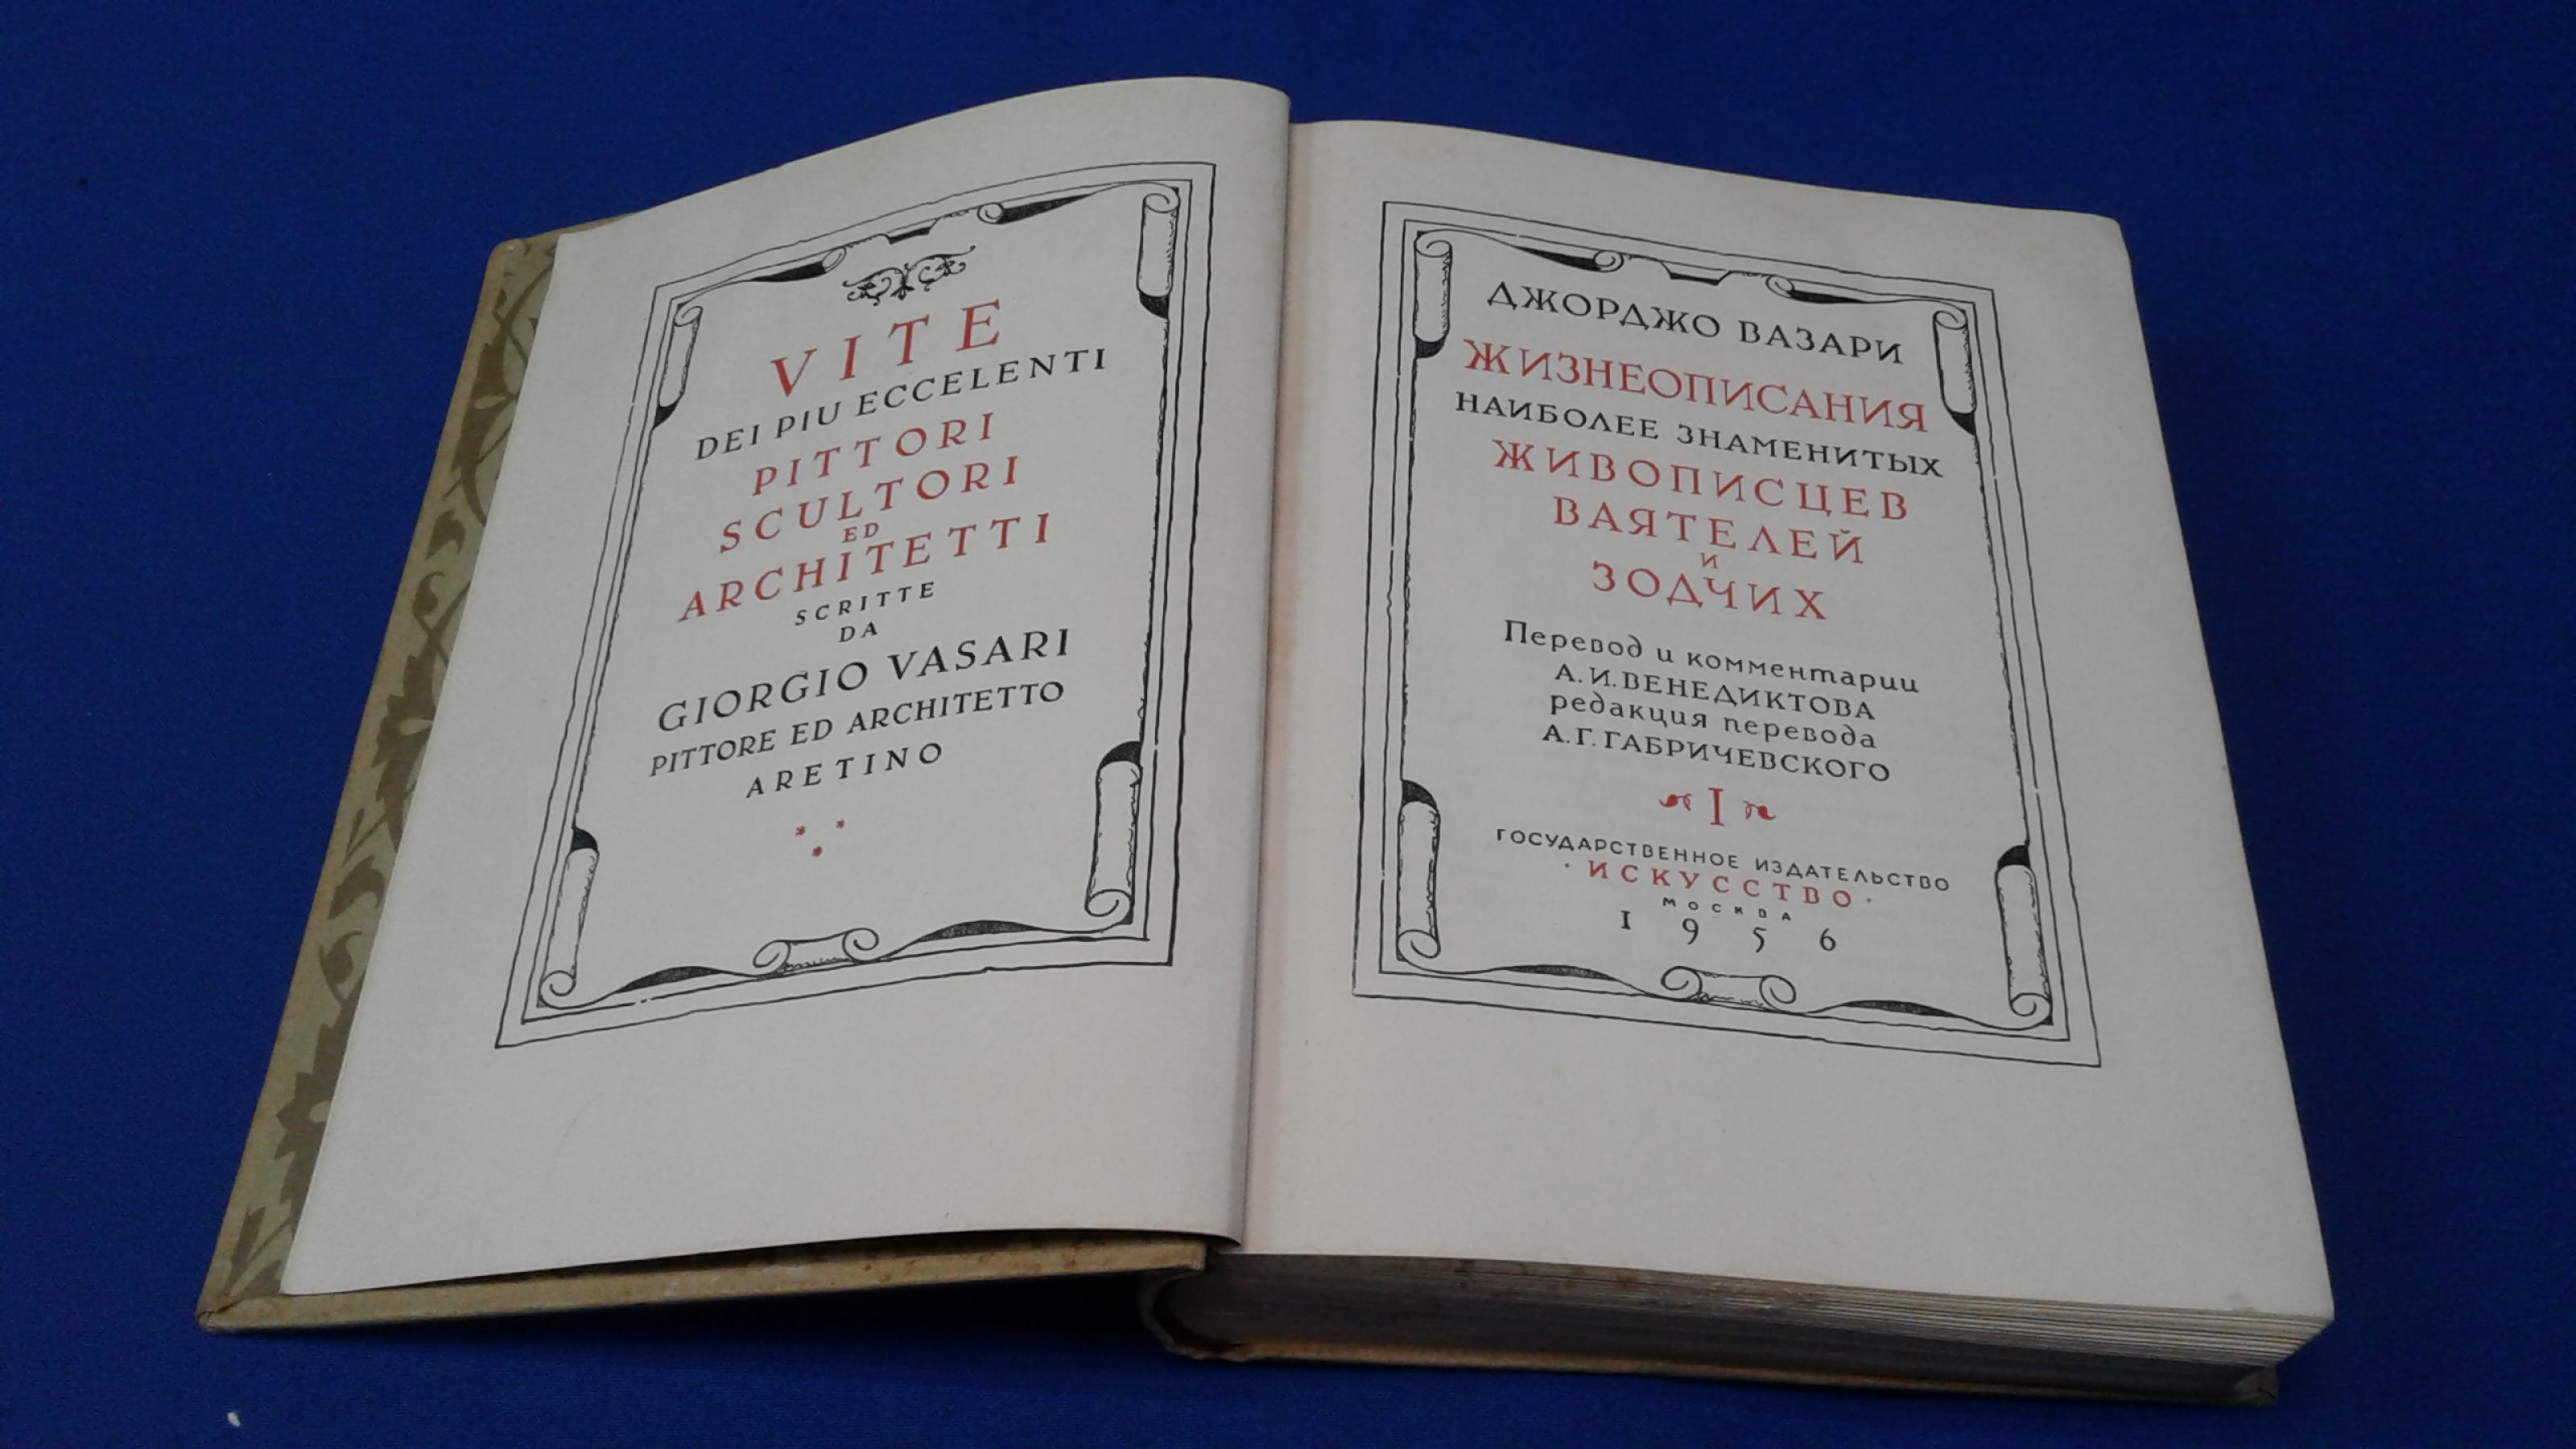 VITE
DEI PIU ECCELENTI
PITTORI
SCULTORI
ED
ARCHITETTI
SCRITTE
DA
GIORGIO VASARI
PITTORE ED ARCHITETTO
ARETINO
ДЖОРДЖО ВАЗАРИ
ЖИЗНЕОПИСАНИЯ
НАИБОЛЕЕ ЗНАМЕНИТЫХ
ЖИВОПИСЦЕВ
ВАЯТЕЛЕЙ
И
ЗОДЧИХ
Перевод и комментарии
А. И. ВЕНЕДИКТОВА
редакция перевода
А. Г. ГАБРИЧЕВСКОГО
I
ГОСУДАРСТВЕННОЕ ИЗДАТЕЛЬСТВО
· ИСКУССТВО ·
МОСКВА
1956